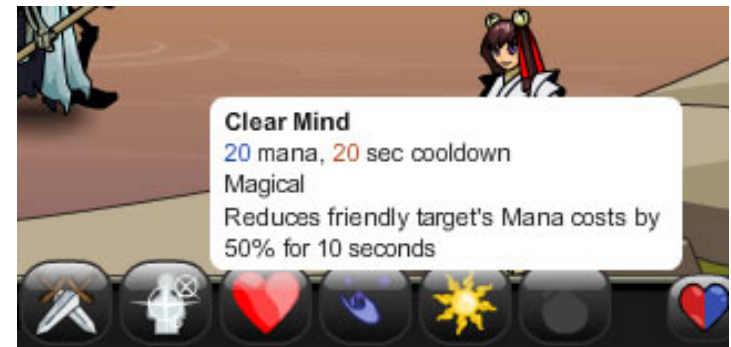 Clear Mind
20 mana, 20 sec cooldown
Magical
Reduces friendly target's Mana costs by
50% for 10 seconds